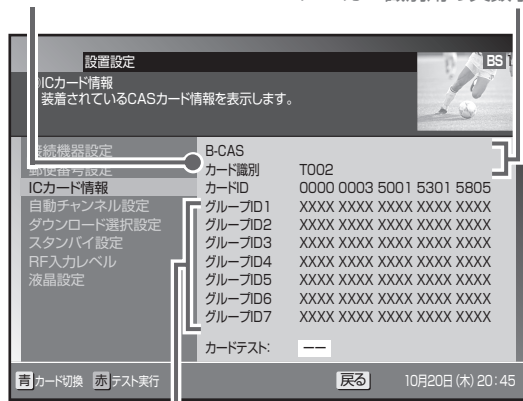 設置設定
BS
ICカード情報
装着されているCASカード情報を表示します。
接続機器設定
郵便番号設定
ICカード情報
自動チャンネル設定
ダウンロード選択設定
スタンバイ設定
RF入力レベル
液晶設定
B-CAS
カード識別 T002
カードID 0000 0003 5001 5301 5805
グループID1 XXXX XXXX XXXX XXXX XXXX
グループID2 XXXX XXXX XXXX XXXX XXXX
グループID3 XXXX XXXX XXXX XXXX XXXX
グループID4 XXXX XXXX XXXX XXXX XXXX
グループID5 XXXX XXXX XXXX XXXX XXXX
グループID6 XXXX XXXX XXXX XXXX XXXX
グループID7 XXXX XXXX XXXX XXXX XXXX
カードテスト: ーー
青 カード切換 赤 テスト実行 戻る 10月20日(木) 20:45